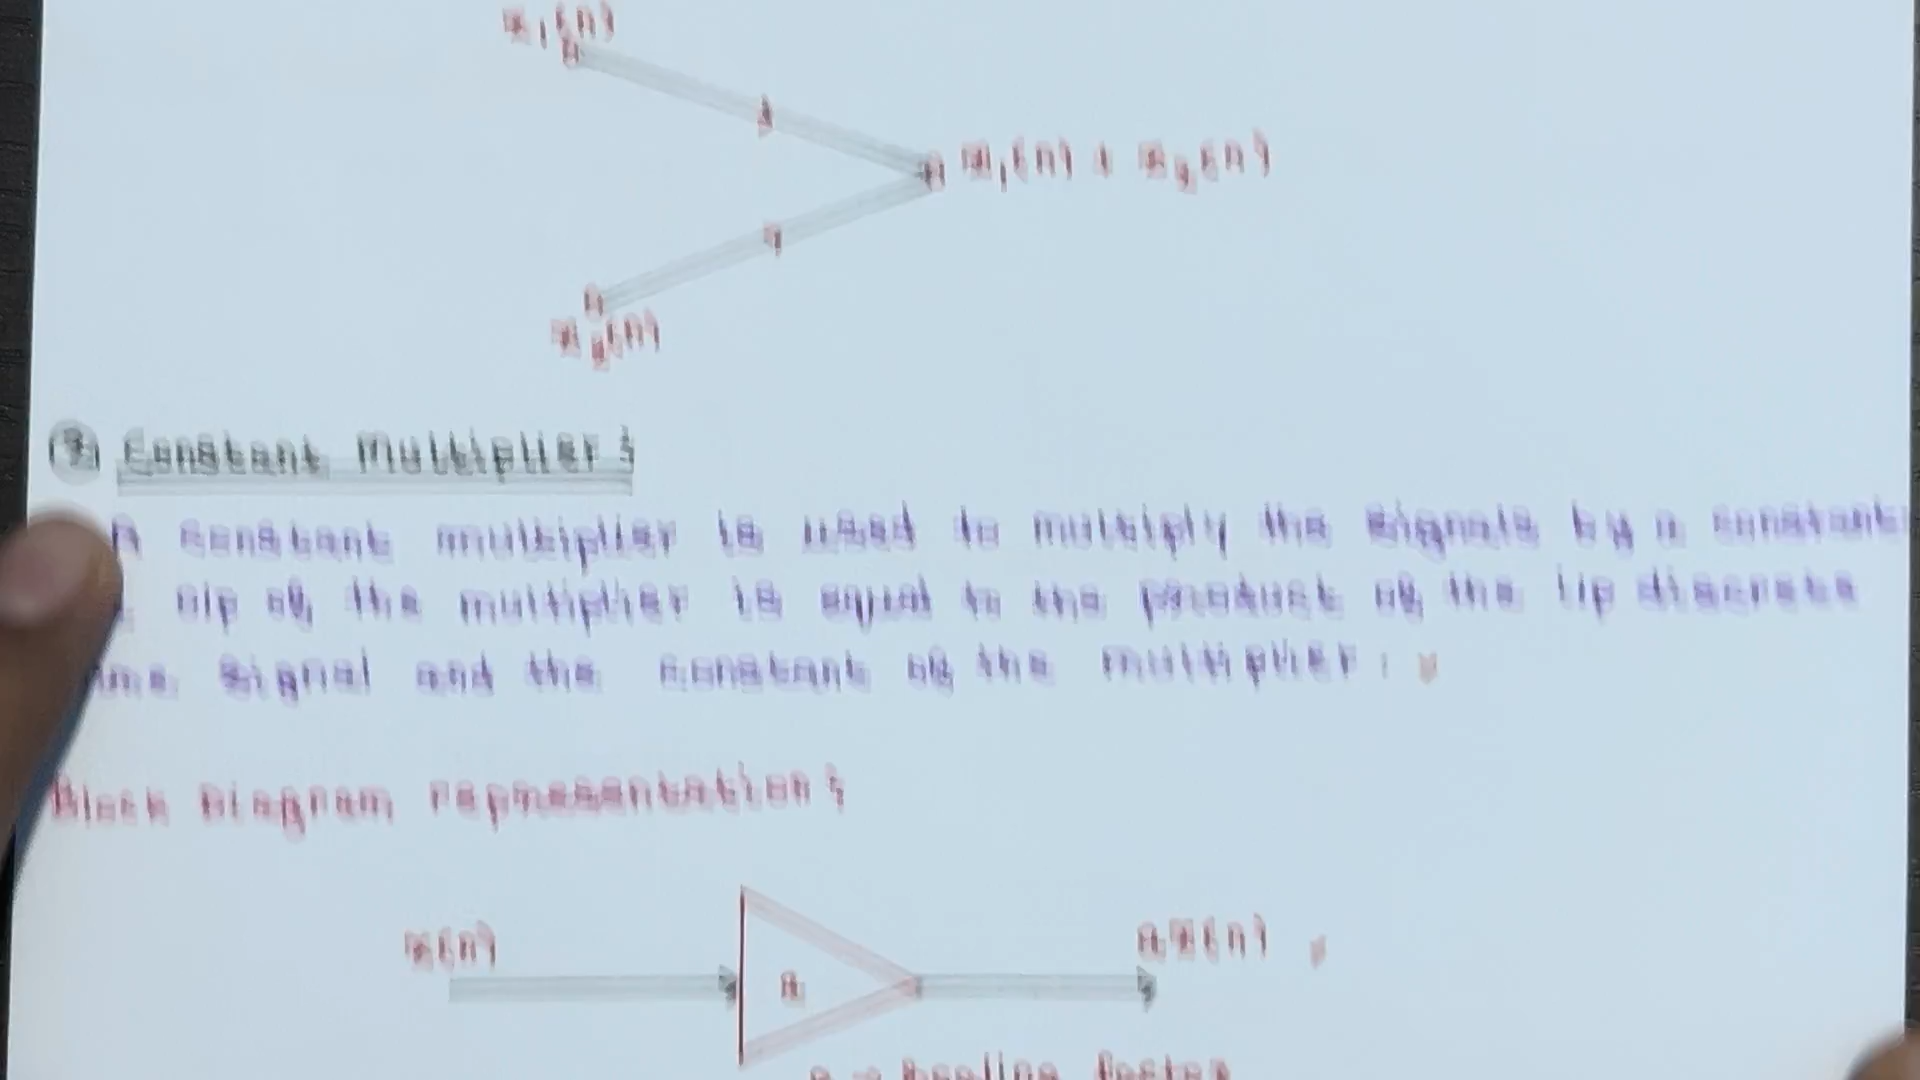 x₁(n)
x₁(n) + x₂(n)
x₂(n)
Constant Multiplier :
A constant multiplier is used to multiply the signals by a constant
o/p of the multiplier is equal to the product of the i/p discrete
signal and the constant of the multiplier.
Block Diagram representation :
x(n)
ax(n)
a
a → Scaling factor